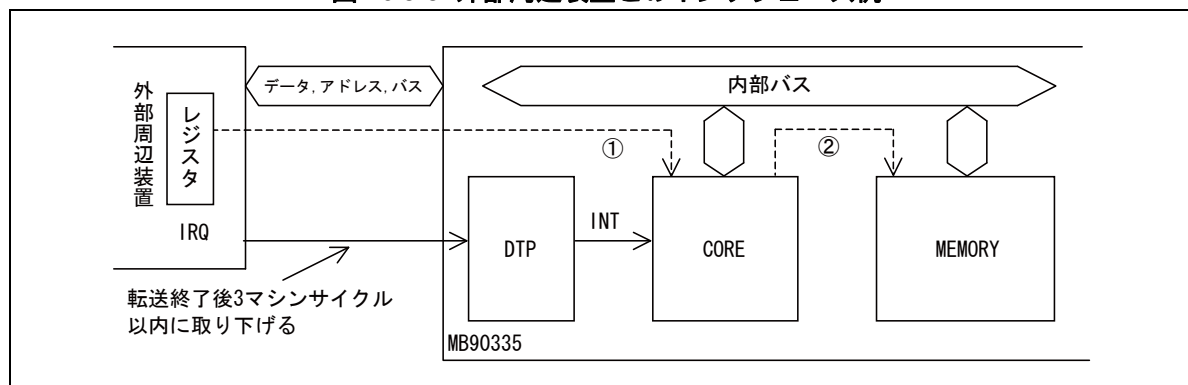 データ,アドレス,バス
内部バス
外部周辺装置
レジスタ
①
②
IRQ
INT
DTP
CORE
MEMORY
転送終了後3マシンサイクル
以内に取り下げる
MB90335